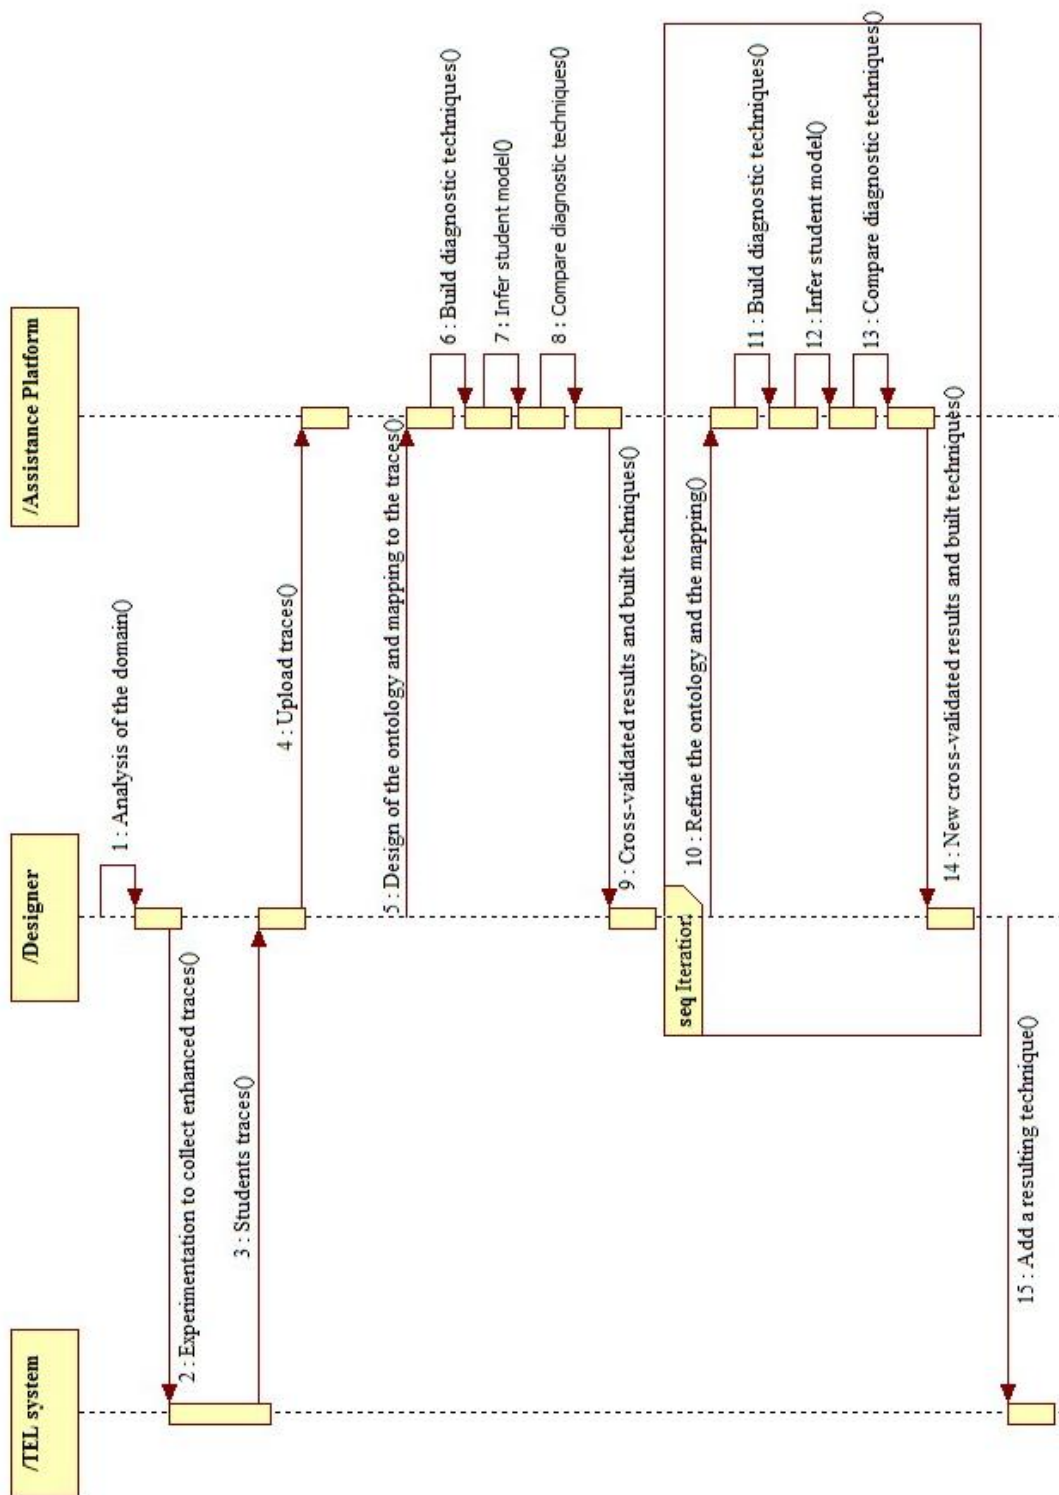 /TEL system
/Designer
/Assistance Platform
1 : Analysis of the domain()
2 : Experimentation to collect enhanced traces()
3 : Students traces()
4 : Upload traces()
5 : Design of the ontology and mapping to the traces()
6 : Build diagnostic techniques()
7 : Infer student model()
8 : Compare diagnostic techniques()
9 : Cross-validated results and built techniques()
seq Iteration
10 : Refine the ontology and the mapping()
11 : Build diagnostic techniques()
12 : Infer student model()
13 : Compare diagnostic techniques()
14 : New cross-validated results and built techniques()
15 : Add a resulting technique()